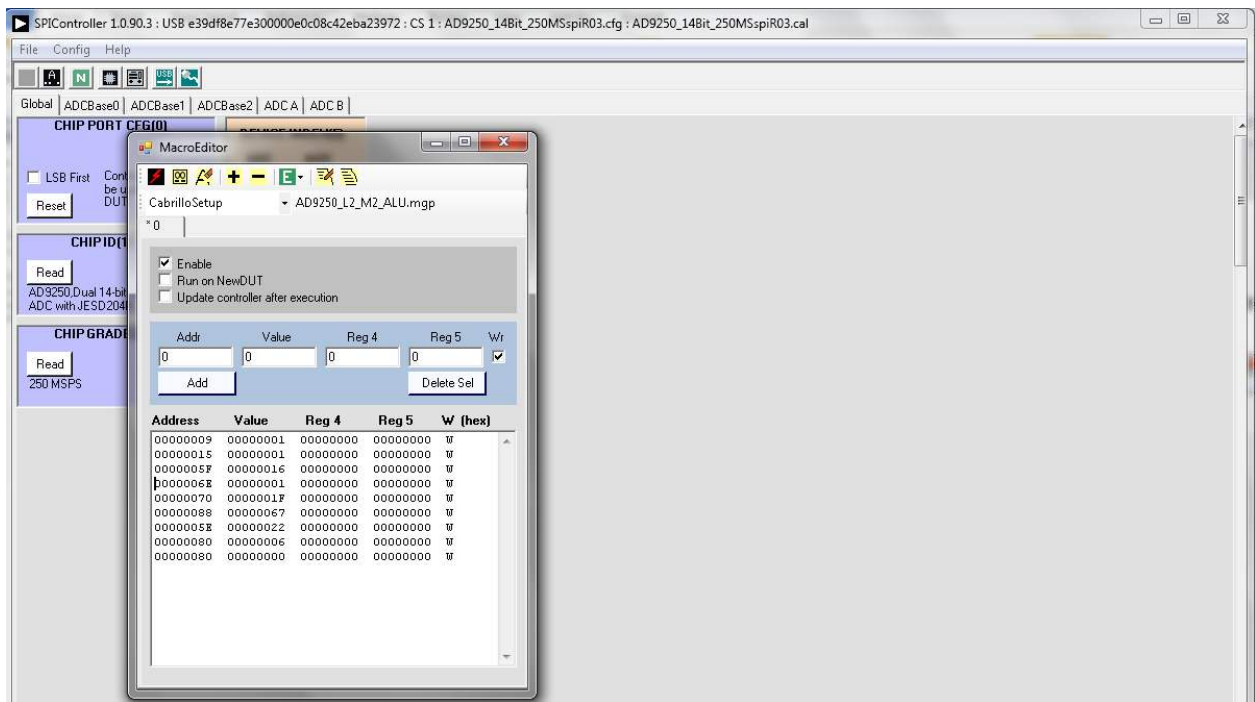 SPIController 1.0.90.3 : USB e39df8e77e300000e0c08c42eba23972 : CS 1 : AD9250_14Bit_250MSspiR03.cfg : AD9250_14Bit_250MSspiR03.cal
File Config Help
Global ADCBase0 ADCBase1 ADCBase2 ADC A ADC B
CHIP PORT CFG(0)
LSB First
Reset
CHIP ID(1
Read
AD9250,Dual 14-bit
ADC with JESD204
CHIP GRADE
Read
250 MSPS
MacroEditor
CabrilloSetup AD9250_L2_M2_ALU.mgp
* 0
Enable
Run on NewDUT
Update controller after execution
Addr Value Reg 4 Reg 5 Wr
0 0 0 0
Add Delete Sel
Address Value Reg 4 Reg 5 W (hex)
00000009 00000001 00000000 00000000 W
00000015 00000001 00000000 00000000 W
0000005F 00000016 00000000 00000000 W
0000006E 00000001 00000000 00000000 W
00000070 0000001F 00000000 00000000 W
00000088 00000067 00000000 00000000 W
0000005E 00000022 00000000 00000000 W
00000080 00000006 00000000 00000000 W
00000080 00000000 00000000 00000000 W